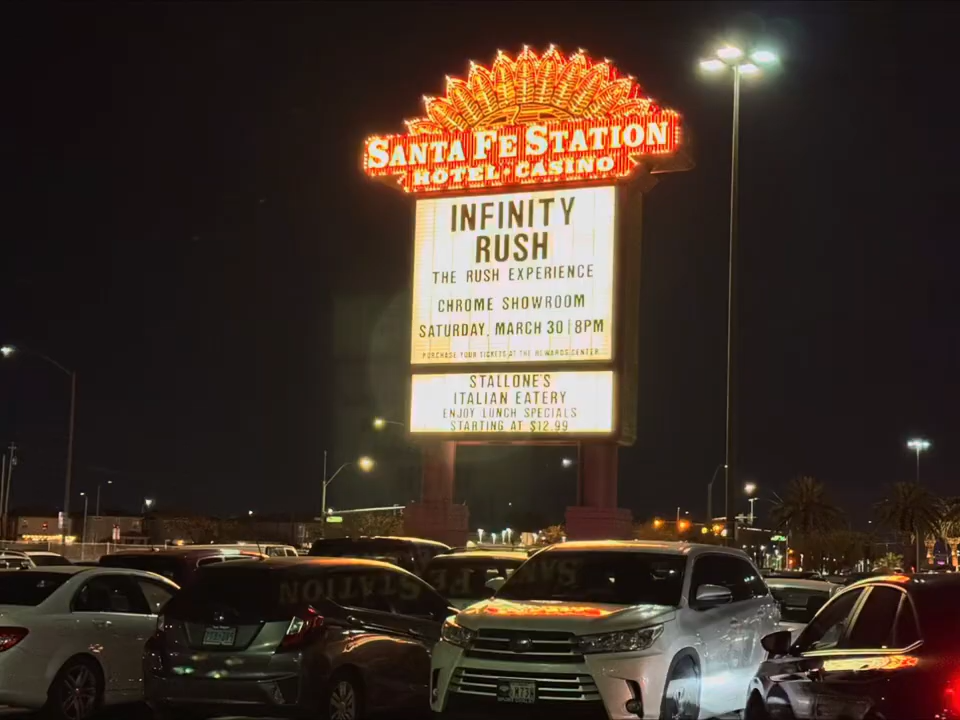 SANTA FE STATION
HOTEL · CASINO
INFINITY
RUSH
THE RUSH EXPERIENCE
CHROME SHOWROOM
SATURDAY, MARCH 30 | 8PM
PURCHASE YOUR TICKETS AT THE REWARDS CENTER
STALLONE'S
ITALIAN EATERY
ENJOY LUNCH SPECIALS
STARTING AT $12.99